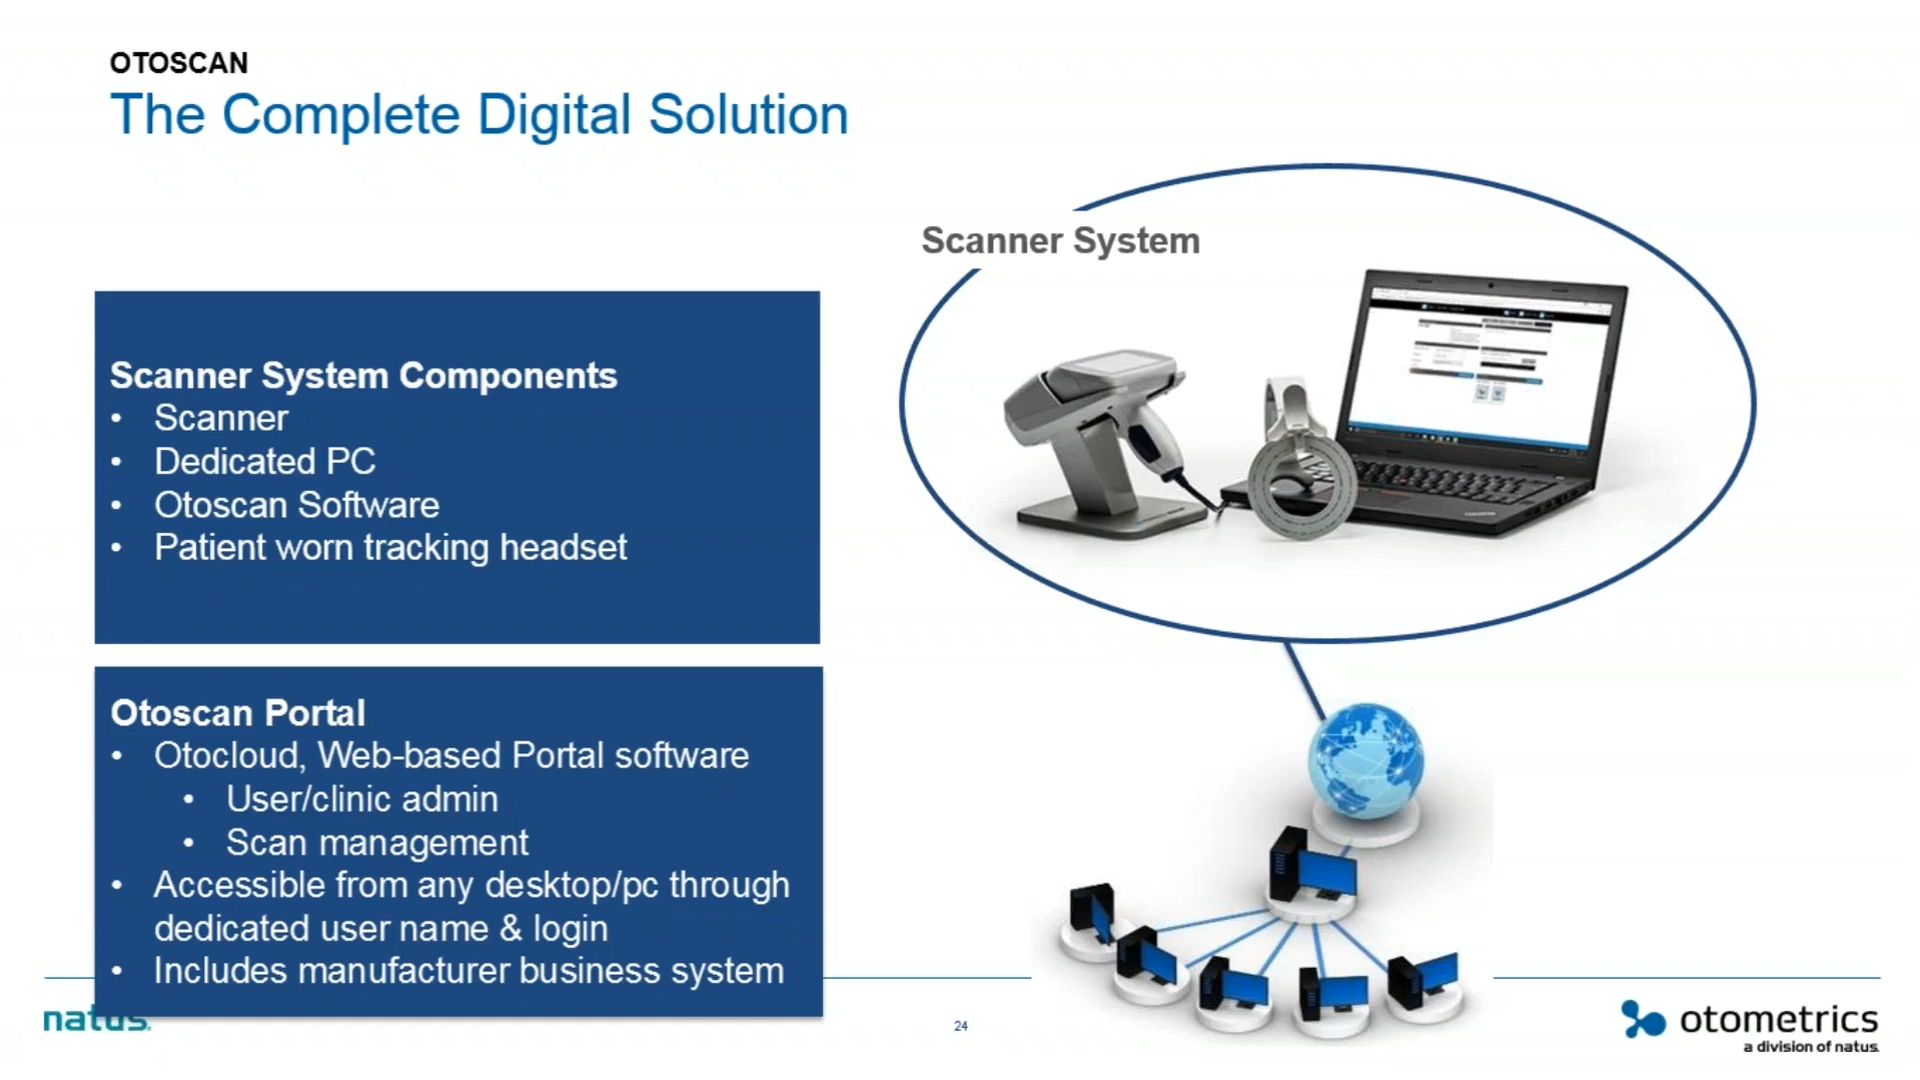 OTOSCAN
The Complete Digital Solution
Scanner System
Scanner System Components
• Scanner
• Dedicated PC
• Otoscan Software
• Patient worn tracking headset
Otoscan Portal
• Otocloud, Web-based Portal software
• User/clinic admin
• Scan management
• Accessible from any desktop/pc through
dedicated user name & login
• Includes manufacturer business system
natus
24
otometrics
a division of natus